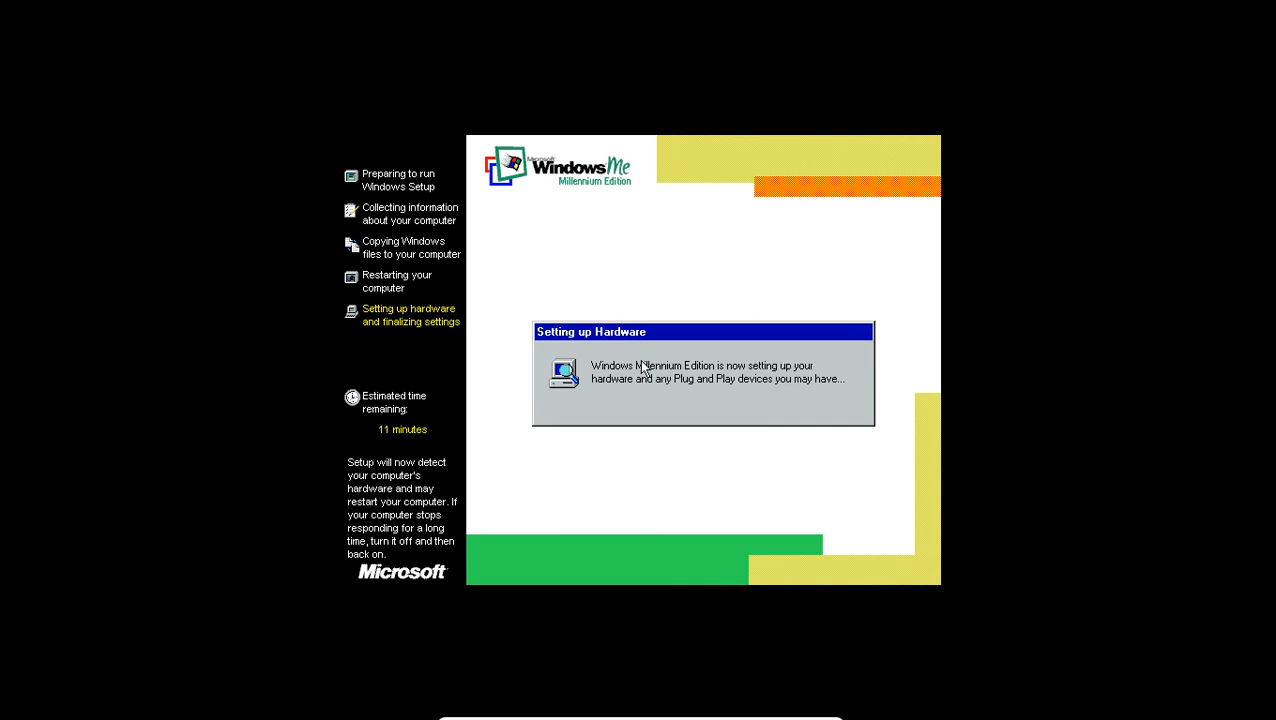 Preparing to run
Windows Setup
Collecting information
about your computer
Copying Windows
files to your computer
Restarting your
computer
Setting up hardware
and finalizing settings
Estimated time
remaining:
11 minutes
Setup will now detect
your computer's
hardware and may
restart your computer. If
your computer stops
responding for a long
time, turn it off and then
back on.
Microsoft
Microsoft
Windows Me
Millennium Edition
Setting up Hardware
Windows Millennium Edition is now setting up your
hardware and any Plug and Play devices you may have...